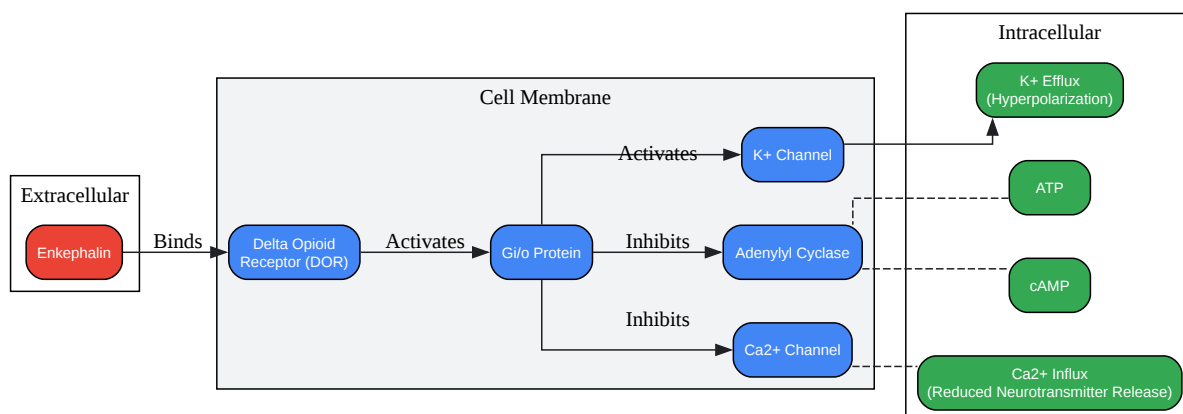 Extracellular
Enkephalin
Binds
Cell Membrane
Delta Opioid
Receptor (DOR)
Activates
Gi/o Protein
Activates
K+ Channel
Inhibits
Adenylyl Cyclase
Inhibits
Ca2+ Channel
Intracellular
K+ Efflux
(Hyperpolarization)
ATP
cAMP
Ca2+ Influx
(Reduced Neurotransmitter Release)